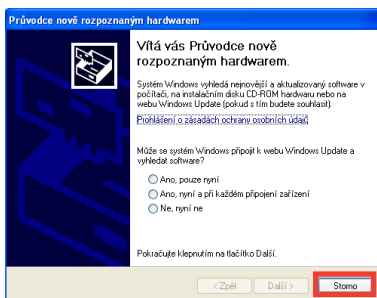 Průvodce nově rozpoznaným hardwarem
Vítá vás Průvodce nově
rozpoznaným hardwarem.
Systém Windows vyhledá nejnovější a aktualizovaný software v
počítači, na instalačním disku CD-ROM hardwaru nebo na
webu Windows Update (pokud s tím budete souhlasit).
Prohlášení o zásadách ochrany osobních údajů
Může se systém Windows připojit k webu Windows Update a
vyhledat software?
Ano, pouze nyní
Ano, nyní a při každém připojení zařízení
Ne, nyní ne
Pokračujte klepnutím na tlačítko Další.
< Zpět Další > Storno